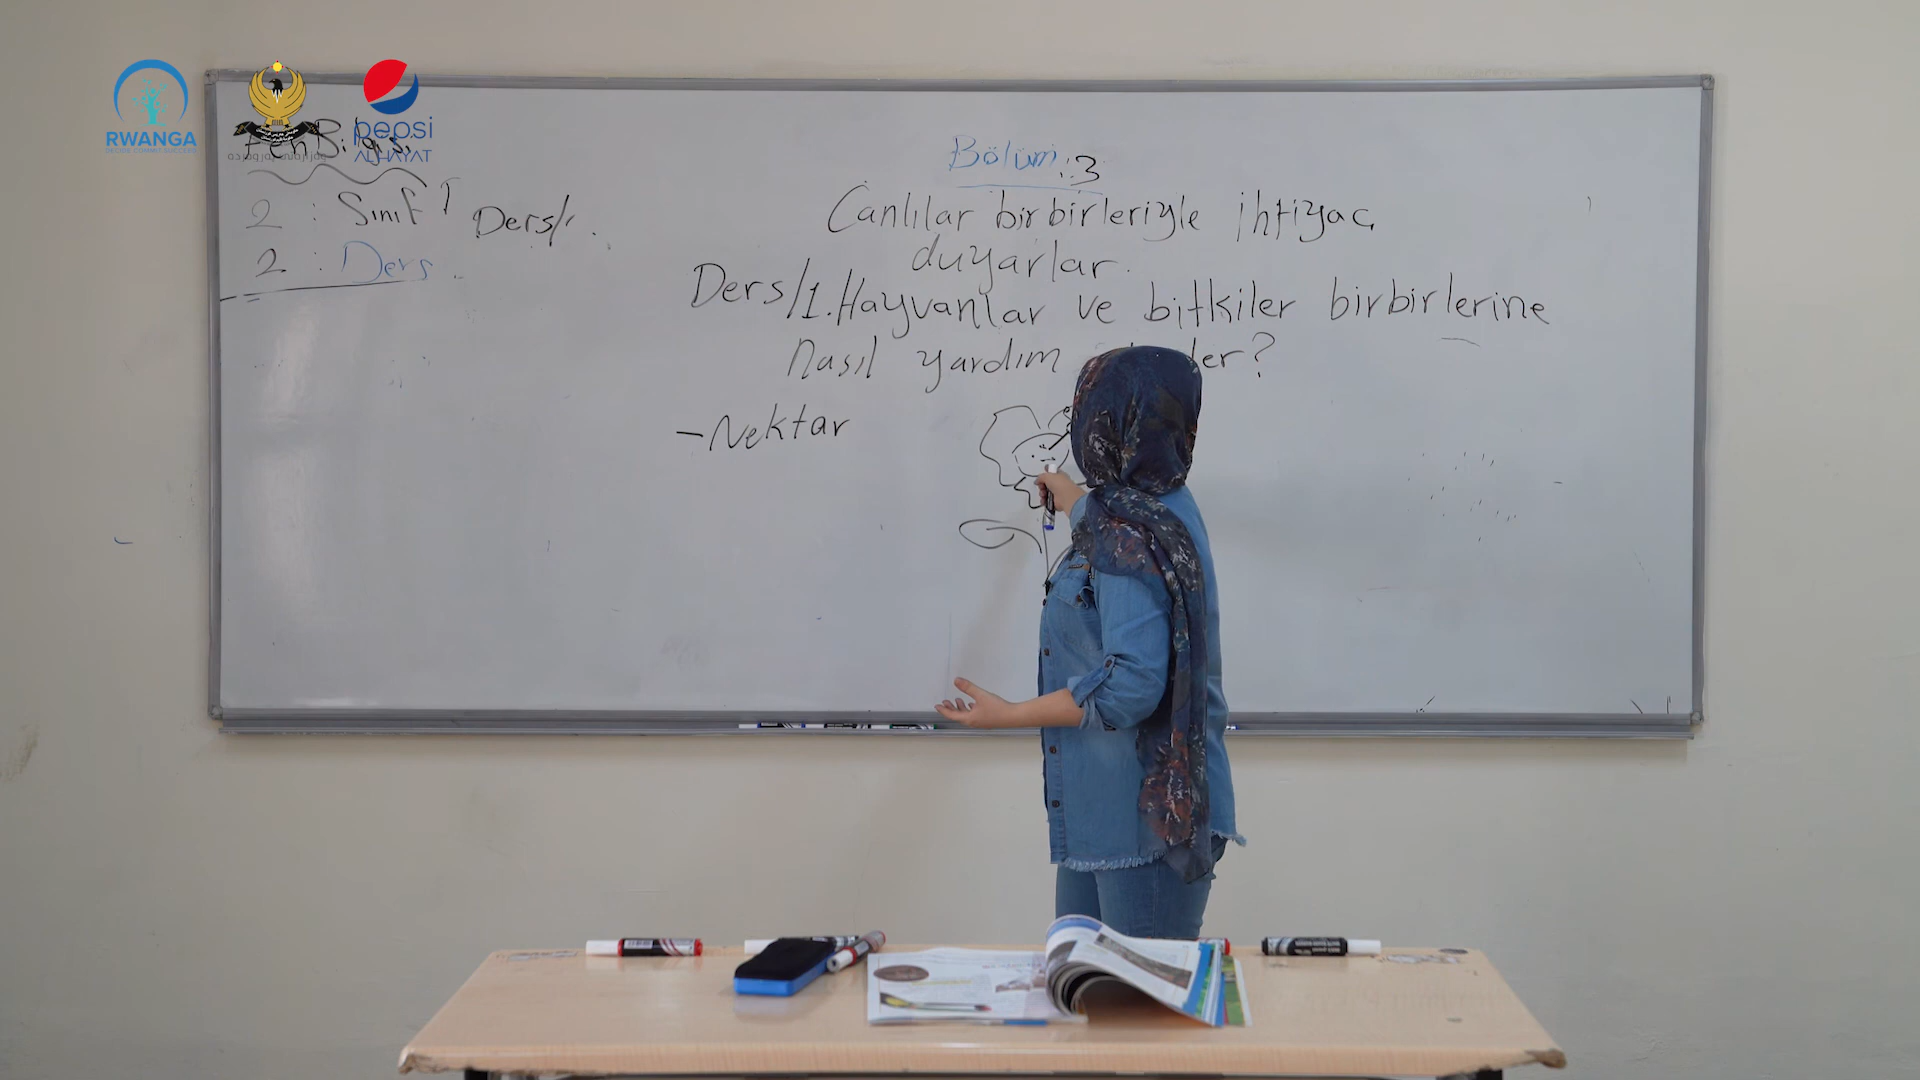 RWANGA
pepsi
ALHAYAT
Fen Bilgisi
2 : Sınıf
Ders/1.
2 : Ders
Bölüm : 3
Canlılar birbirleriyle ihtiyaç
duyarlar.
Ders/1. Hayvanlar ve bitkiler birbirlerine
nasıl yardım
-Nektar